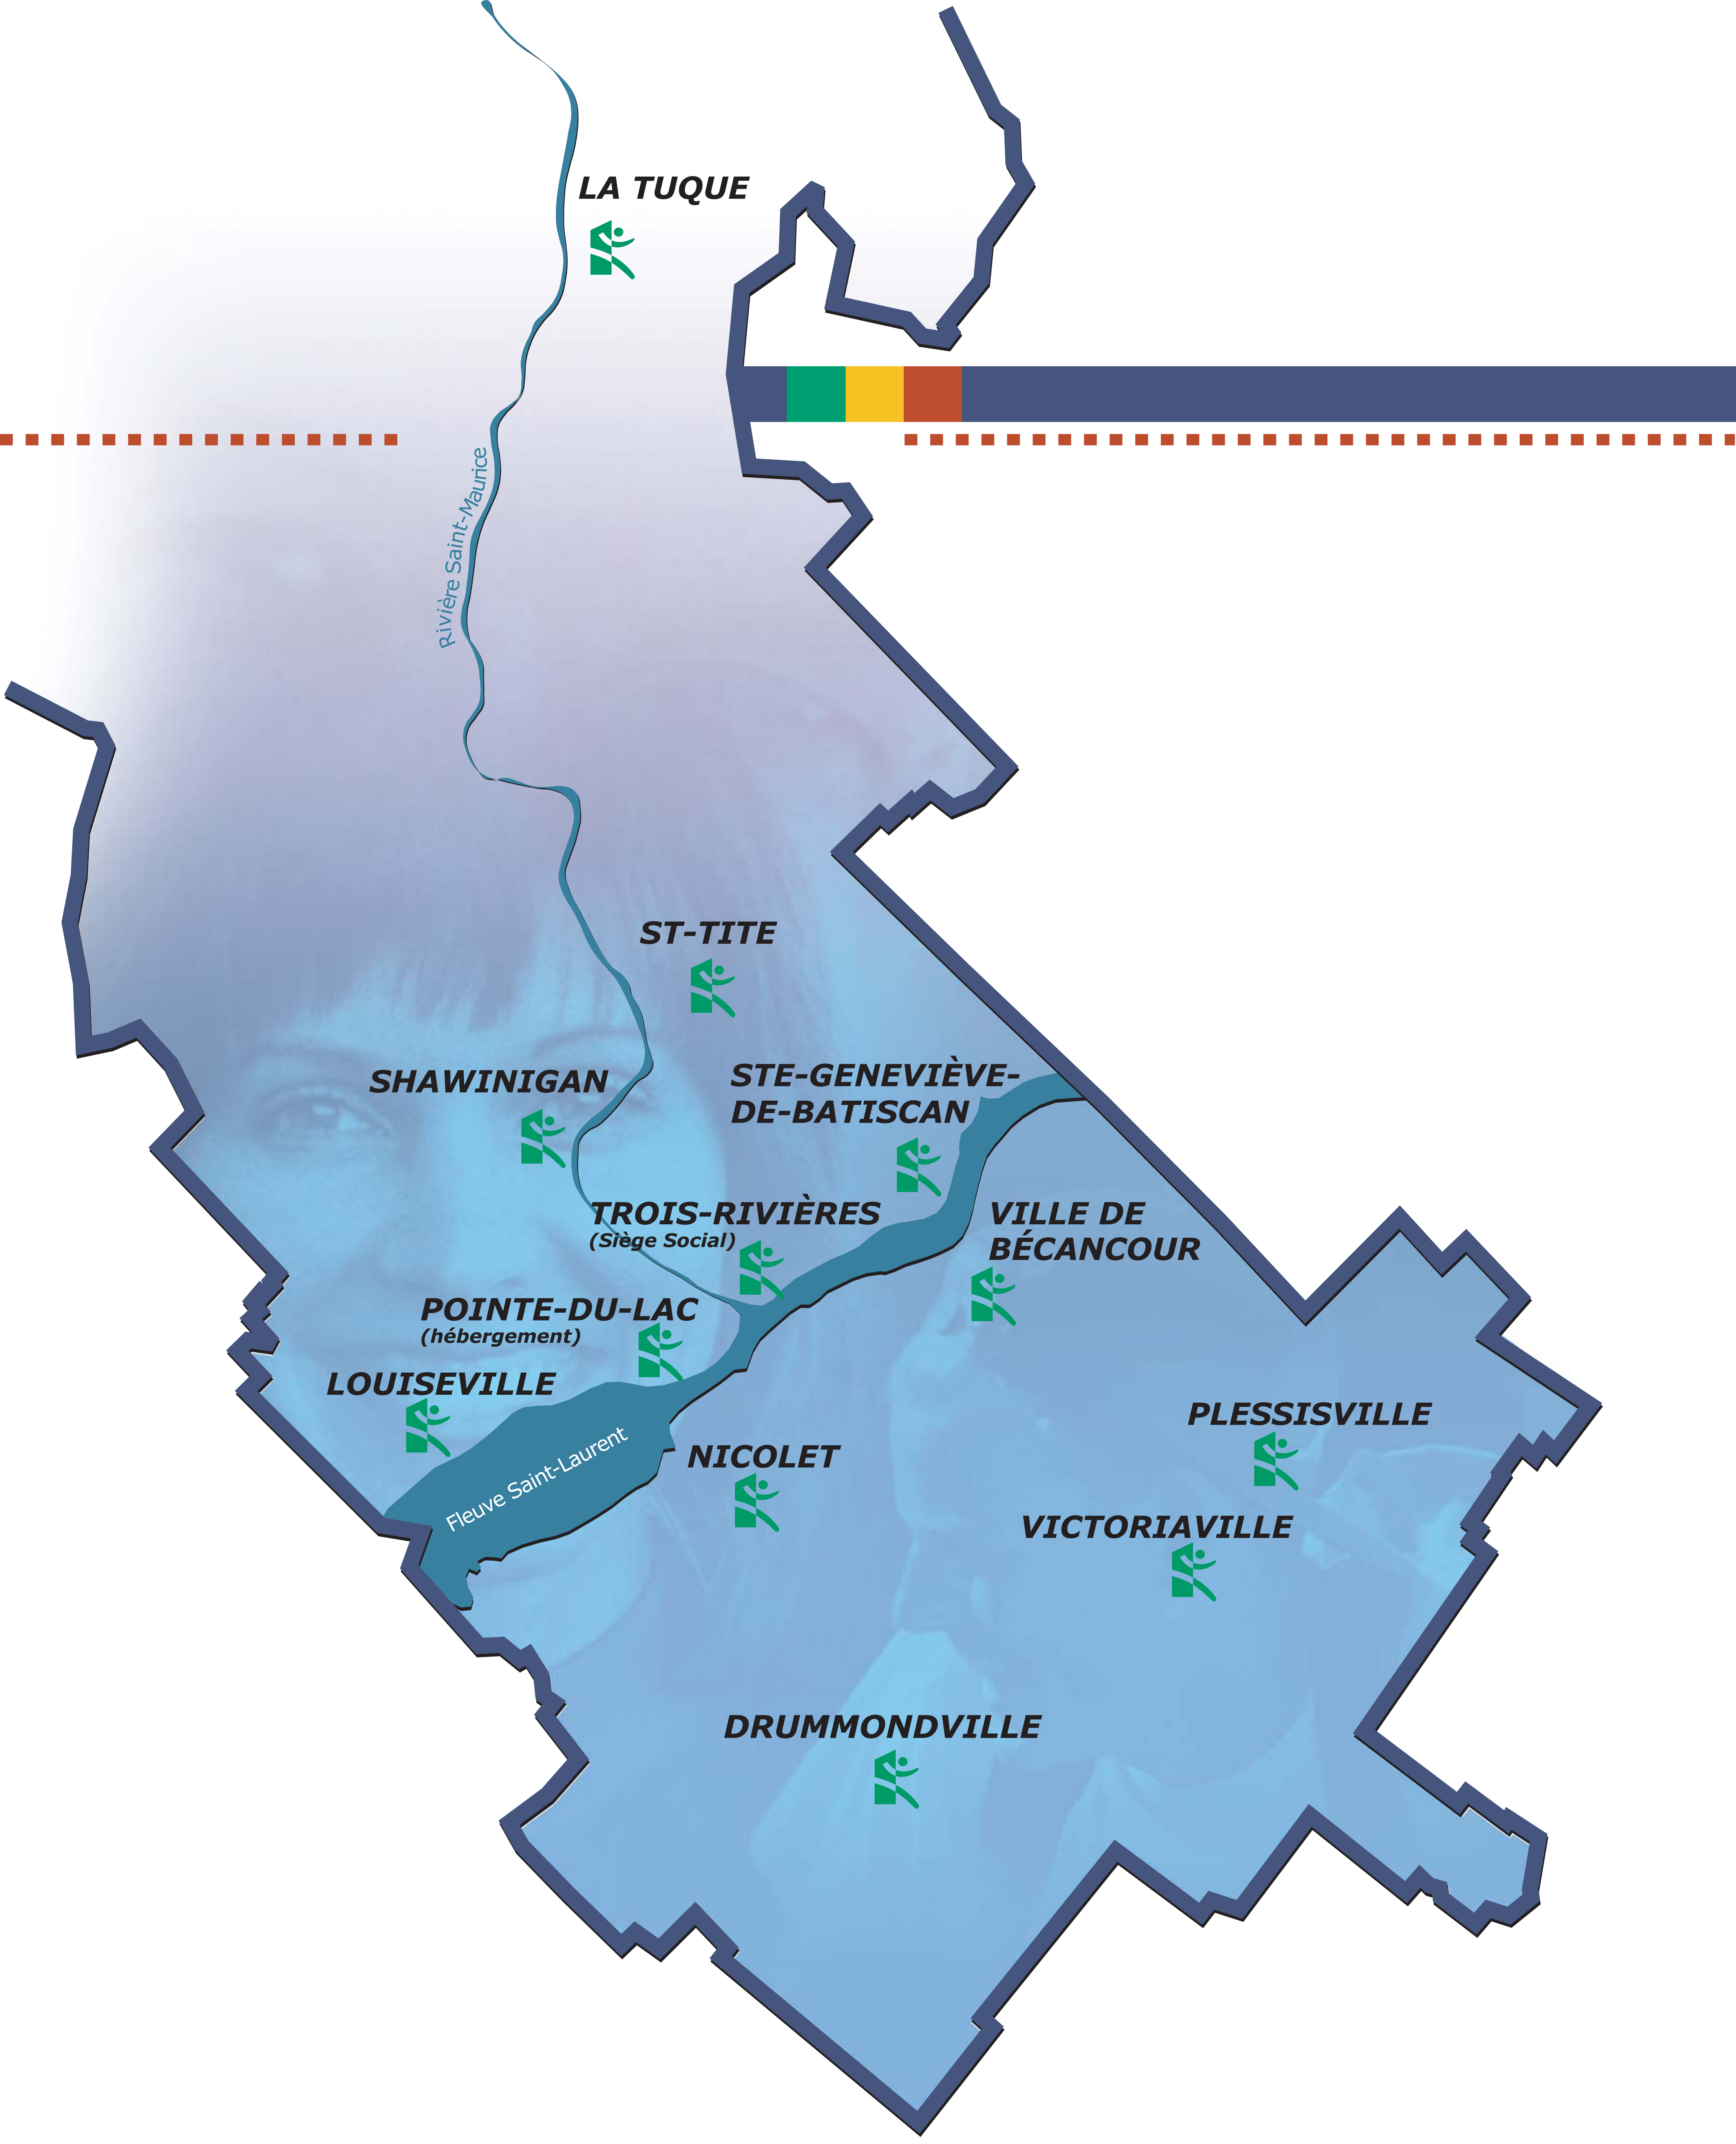 LA TUQUE
Rivière Saint-Maurice
ST-TITE
SHAWINIGAN
STE-GENEVIÈVE-
DE-BATISCAN
TROIS-RIVIÈRES
(Siège Social)
VILLE DE
BÉCANCOUR
POINTE-DU-LAC
(hébergement)
LOUISEVILLE
Fleuve Saint-Laurent
NICOLET
PLESSISVILLE
VICTORIAVILLE
DRUMMONDVILLE